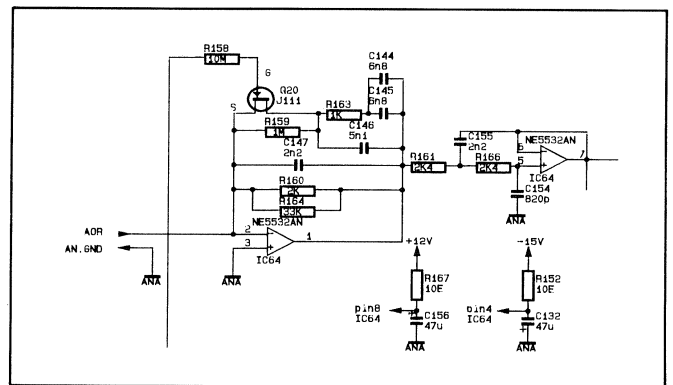 R158
10M
G
Q20
J111
S
C144
6n8
C145
6n8
R163
1K
R159
1M
C146
5n1
C147
2n2
R160
2K
R164
33K
NE5532AN
2
3
1
IC64
AOR
AN.GND
ANA
ANA
R161
2K4
C155
2n2
R166
2K4
6
5
7
NE5532AN
IC64
C154
820p
ANA
+12V
R167
10E
pin8
IC64
+
C156
47u
ANA
-15V
R152
10E
pin4
IC64
C132
47u
+
ANA